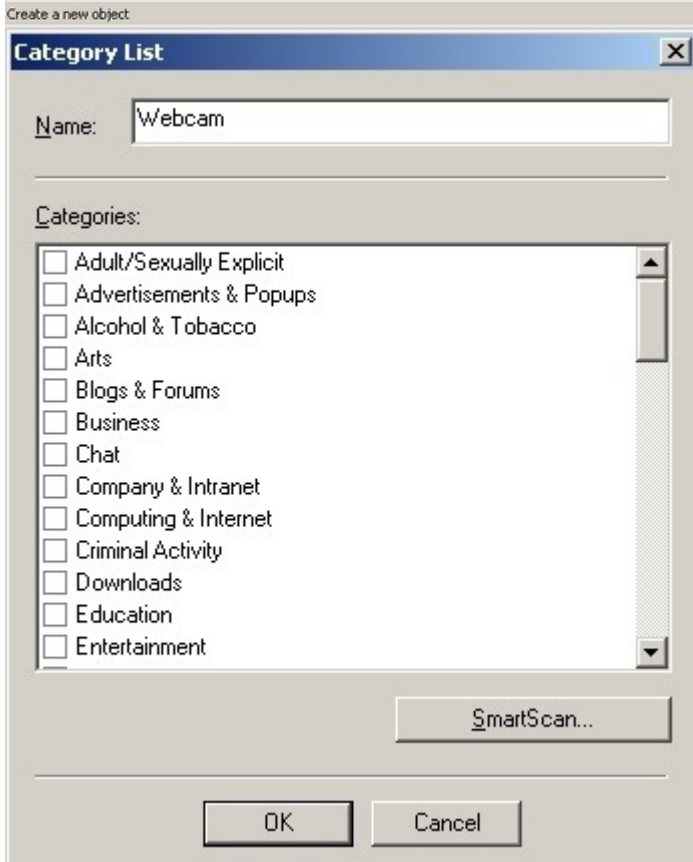 Create a new object
Category List
Name: Webcam
Categories:
Adult/Sexually Explicit
Advertisements & Popups
Alcohol & Tobacco
Arts
Blogs & Forums
Business
Chat
Company & Intranet
Computing & Internet
Criminal Activity
Downloads
Education
Entertainment
SmartScan...
OK Cancel